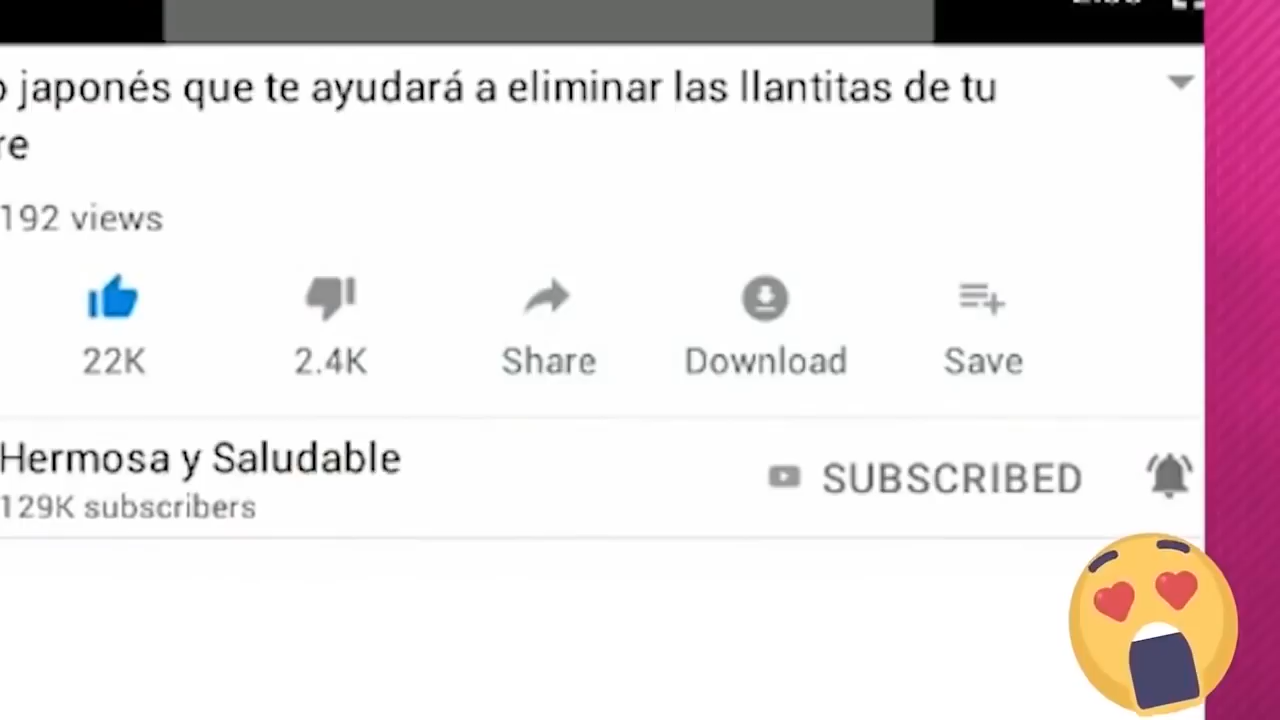 japonés que te ayudará a eliminar las llantitas de tu
192 views
22K
2.4K
Share
Download
Save
Hermosa y Saludable
129K subscribers
SUBSCRIBED